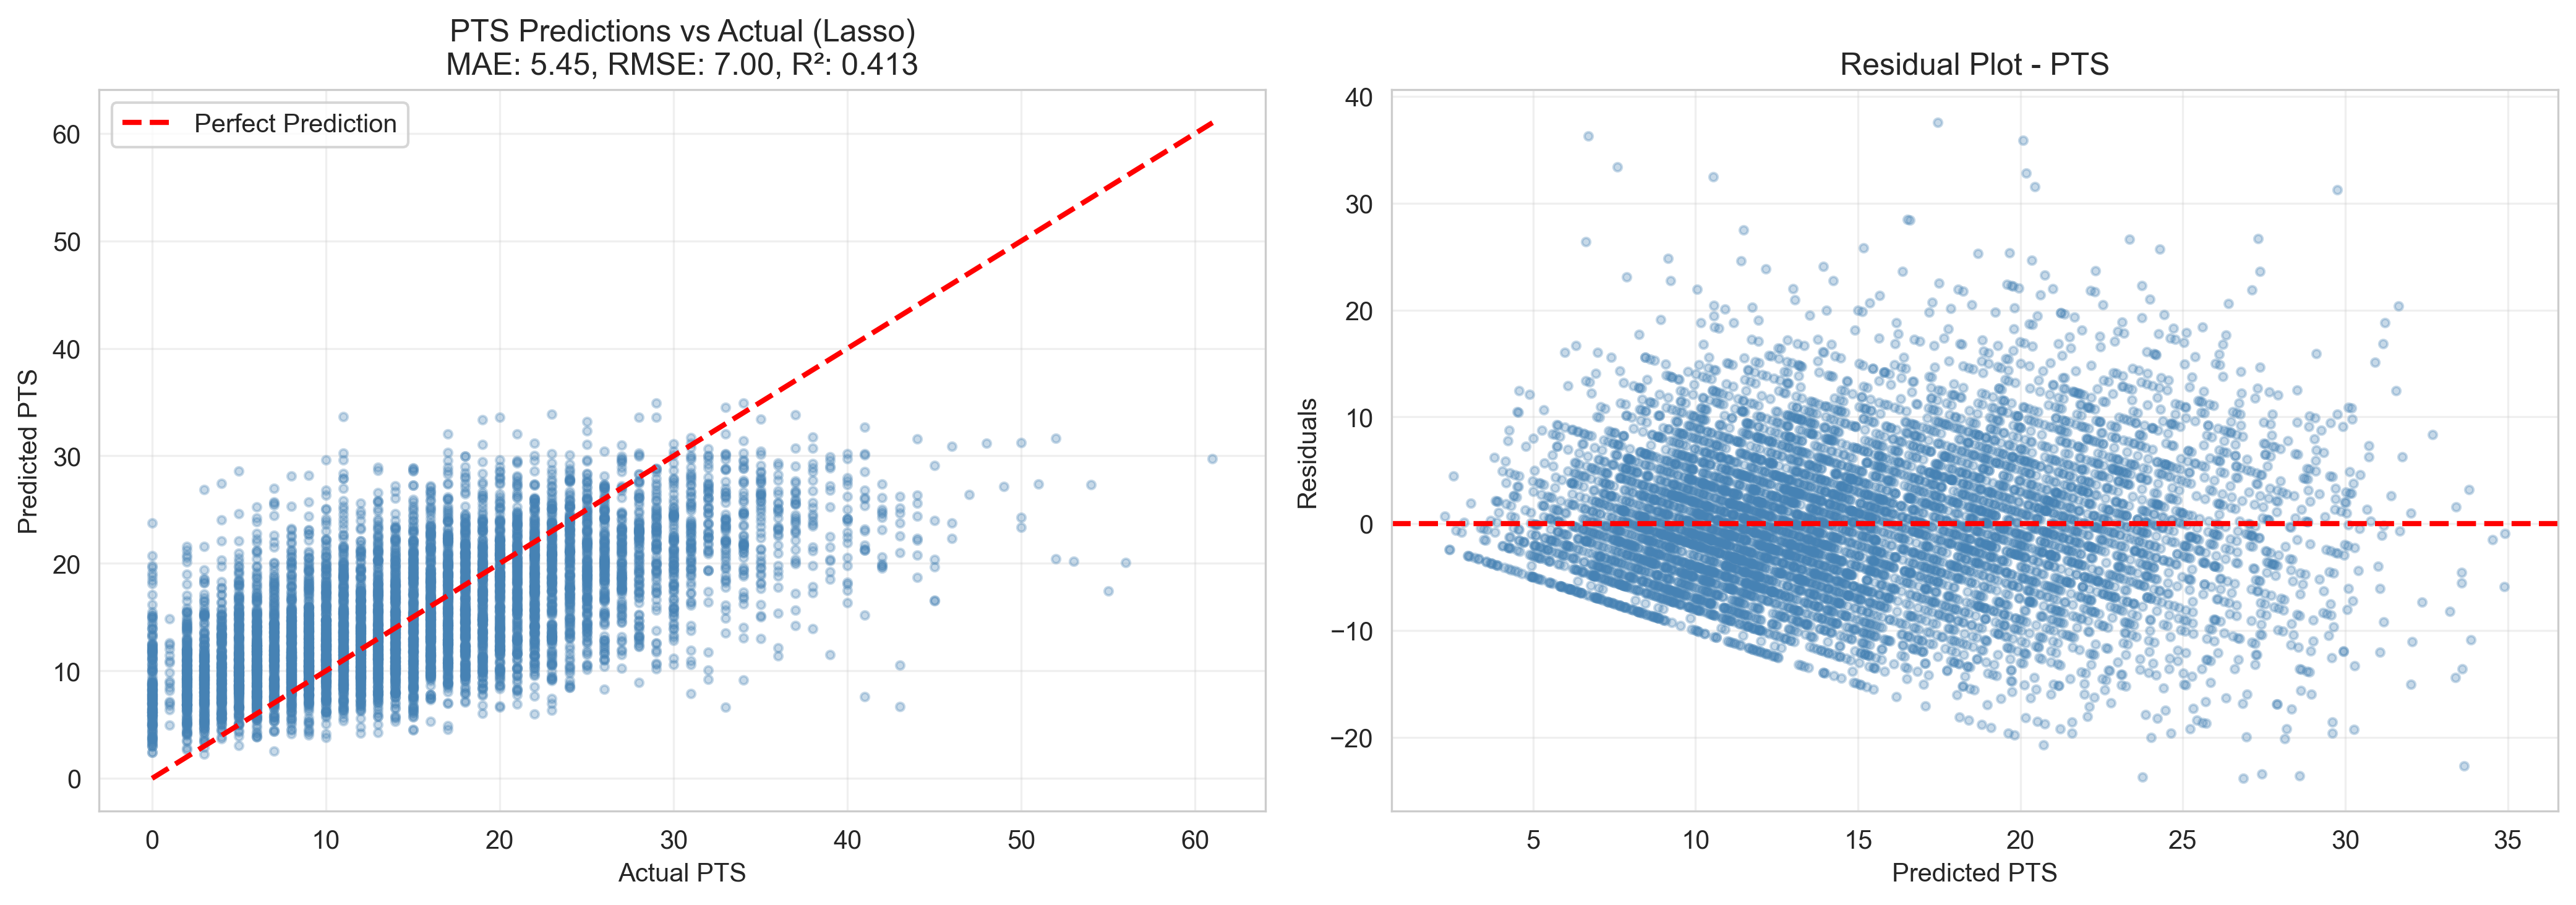 PTS Predictions vs Actual (Lasso)
MAE: 5.45, RMSE: 7.00, R²: 0.413
Perfect Prediction
60
50
40
30
20
10
0
Predicted PTS
0 10 20 30 40 50 60
Actual PTS
Residual Plot - PTS
40
30
20
10
0
−10
−20
Residuals
5 10 15 20 25 30 35
Predicted PTS